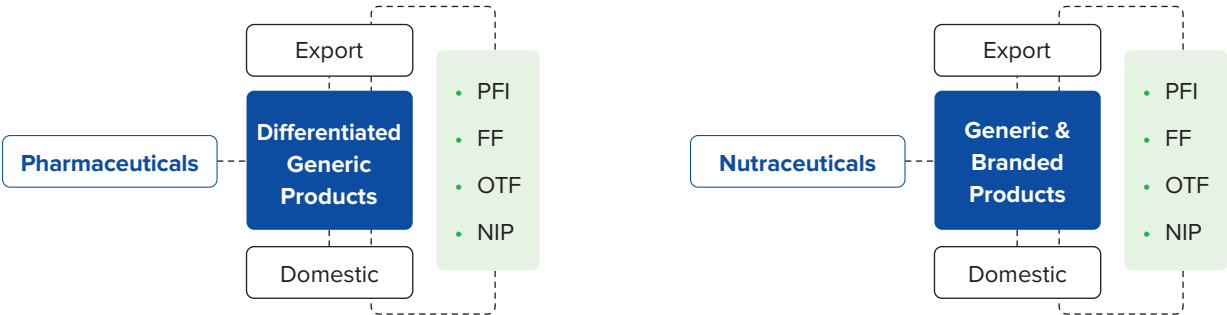 Pharmaceuticals
Export
Differentiated
Generic
Products
Domestic
• PFI
• FF
• OTF
• NIP
Nutraceuticals
Export
Generic &
Branded
Products
Domestic
• PFI
• FF
• OTF
• NIP